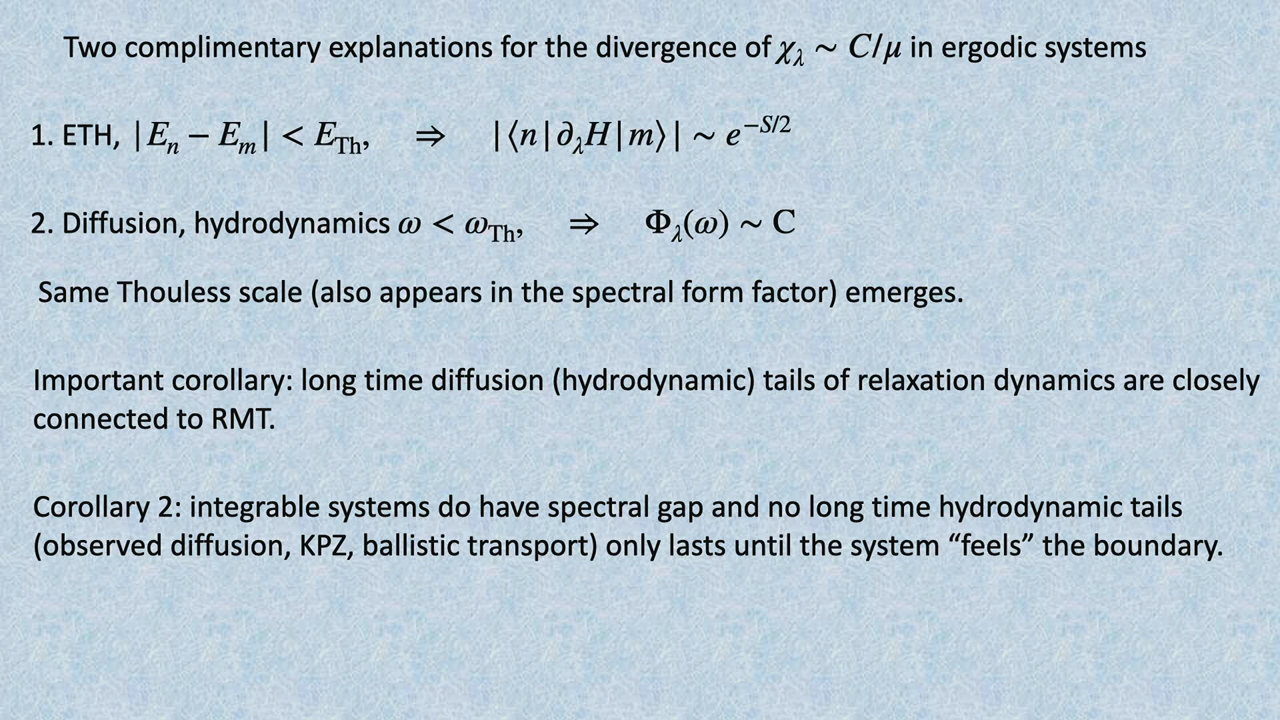 Two complimentary explanations for the divergence of χ_λ ∼ C/μ in ergodic systems
1. ETH, |E_n − E_m| < E_Th, ⇒ |⟨n|∂_λH|m⟩| ∼ e^{−S/2}
2. Diffusion, hydrodynamics ω < ω_Th, ⇒ Φ_λ(ω) ∼ C
Same Thouless scale (also appears in the spectral form factor) emerges.
Important corollary: long time diffusion (hydrodynamic) tails of relaxation dynamics are closely
connected to RMT.
Corollary 2: integrable systems do have spectral gap and no long time hydrodynamic tails
(observed diffusion, KPZ, ballistic transport) only lasts until the system “feels” the boundary.